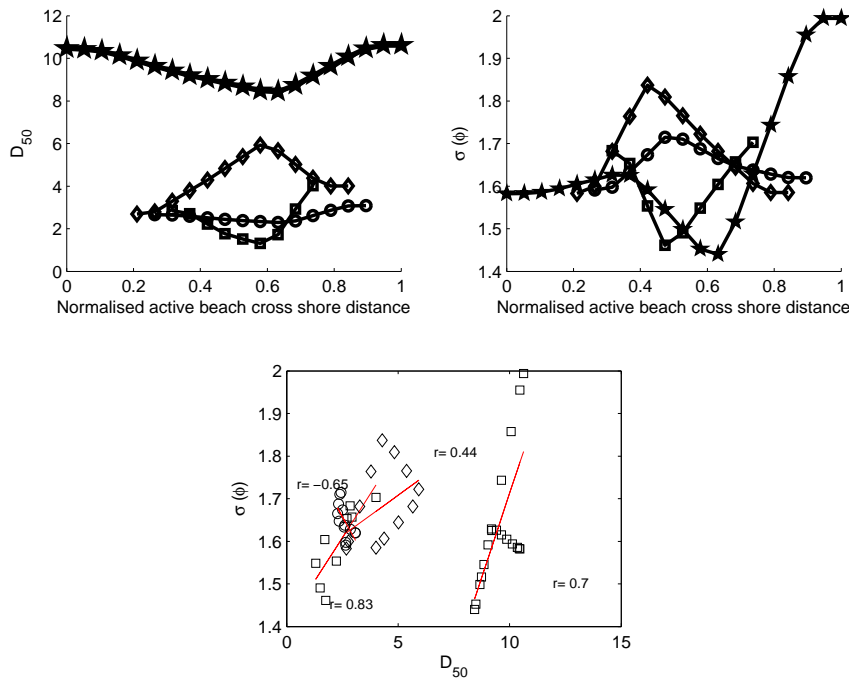 12
10
8
6
4
2
0
D50
0 0.2 0.4 0.6 0.8 1
Normalised active beach cross shore distance
2
1.9
1.8
1.7
1.6
1.5
1.4
σ (ϕ)
0 0.2 0.4 0.6 0.8 1
Normalised active beach cross shore distance
2
1.9
1.8
1.7
1.6
1.5
1.4
σ (ϕ)
r= 0.44
r= −0.65
r= 0.7
r= 0.83
0 5 10 15
D50